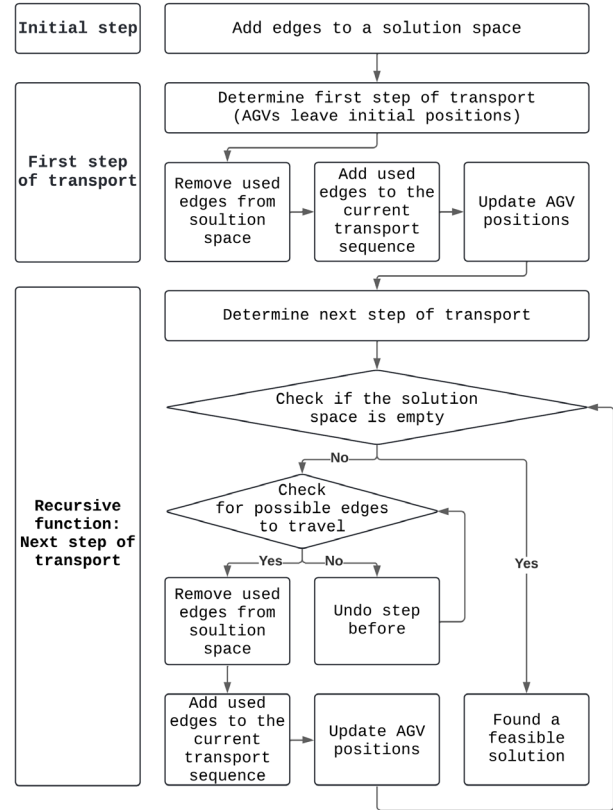 Initial step
Add edges to a solution space
First step
of transport
Determine first step of transport
(AGVs leave initial positions)
Remove used
edges from
soultion
space
Add used
edges to the
current
transport
sequence
Update AGV
positions
Recursive
function:
Next step of
transport
Determine next step of transport
Check if the solution
space is empty
No
Yes
Check
for possible edges
to travel
Yes
No
Remove used
edges from
soultion
space
Undo step
before
Add used
edges to the
current
transport
sequence
Update AGV
positions
Found a
feasible
solution